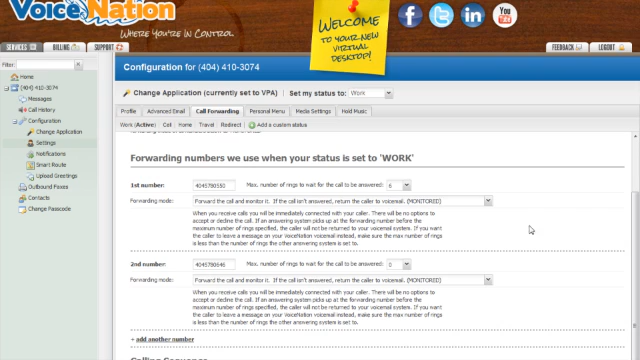 VoiceNation
WHERE YOU'RE IN CONTROL
WELCOME
TO YOUR NEW
VIRTUAL
DESKTOP!
f
t
in
You
Tube
SERVICES
BILLING
SUPPORT
FEEDBACK
LOGOUT
Filter:
Home
(404) 410-3074
Messages
Call History
Configuration
Change Application
Settings
Notifications
Smart Route
Upload Greetings
Outbound Faxes
Contacts
Change Passcode
Configuration for (404) 410-3074
Change Application (currently set to VPA) | Set my status to: Work
Profile Advanced Email Call Forwarding Personal Menu Media Settings Hold Music
Work (Active) Cell Home Travel Redirect Add a custom status
Forwarding numbers we use when your status is set to 'WORK'
1st number: 4045780550 Max. number of rings to wait for the call to be answered: 6
Forwarding mode: Forward the call and monitor it. If the call isn't answered, return the caller to voicemail. (MONITORED)
When you receive calls you will be immediately connected with your caller. There will be no options to
accept or decline the call. If an answering system picks up at the forwarding number before the
maximum number of rings specified, the caller will not be returned to your voicemail system. If you want
the caller to leave a message on your VoiceNation voicemail instead, make sure the max number of rings
is less than the number of rings the other answering system is set to.
2nd number: 4045780646 Max. number of rings to wait for the call to be answered: 0
Forwarding mode: Forward the call and monitor it. If the call isn't answered, return the caller to voicemail. (MONITORED)
When you receive calls you will be immediately connected with your caller. There will be no options to
accept or decline the call. If an answering system picks up at the forwarding number before the
maximum number of rings specified, the caller will not be returned to your voicemail system. If you want
the caller to leave a message on your VoiceNation voicemail instead, make sure the max number of rings
is less than the number of rings the other answering system is set to.
+ add another number